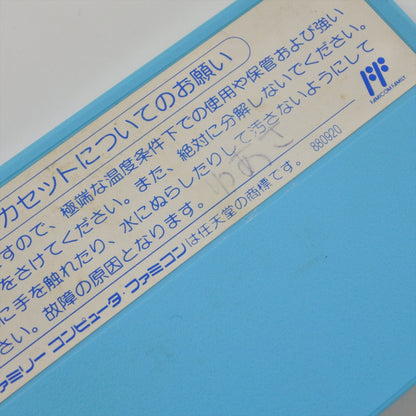 カセットについてのお願い
すので、極端な温度条件下での使用や保管および強い
をさけてください。また、絶対に分解しないでください。
に手を触れたり、水にぬらしたりして汚さないようにして
さい。故障の原因となります。
880920
ァミリー コンピュータ・ファミコンは任天堂の商標です。
FAMICOM FAMILY